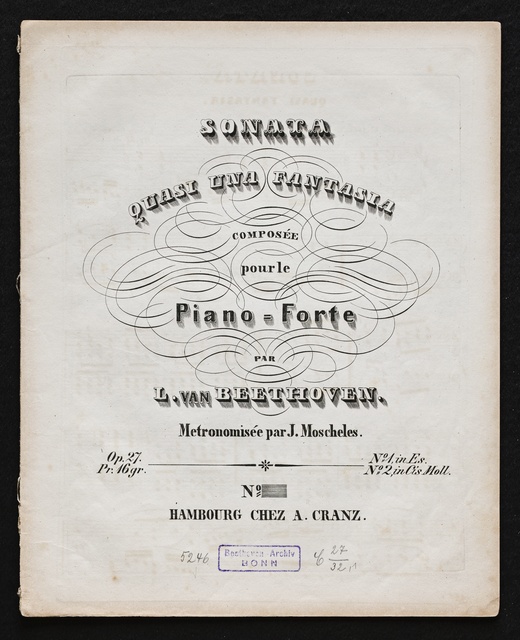 SONATA
QUASI UNA FANTASIA
COMPOSÉE
pour le
Piano = Forte
PAR
L. VAN BEETHOVEN.
Metronomisée par J. Moscheles.
Op. 27.
Pr. 16 gr.
No. 1, in Es.
No. 2, in Cis Moll.
No.
HAMBOURG CHEZ A. CRANZ.
5246
Beethoven Archiv
BONN
C 27
32